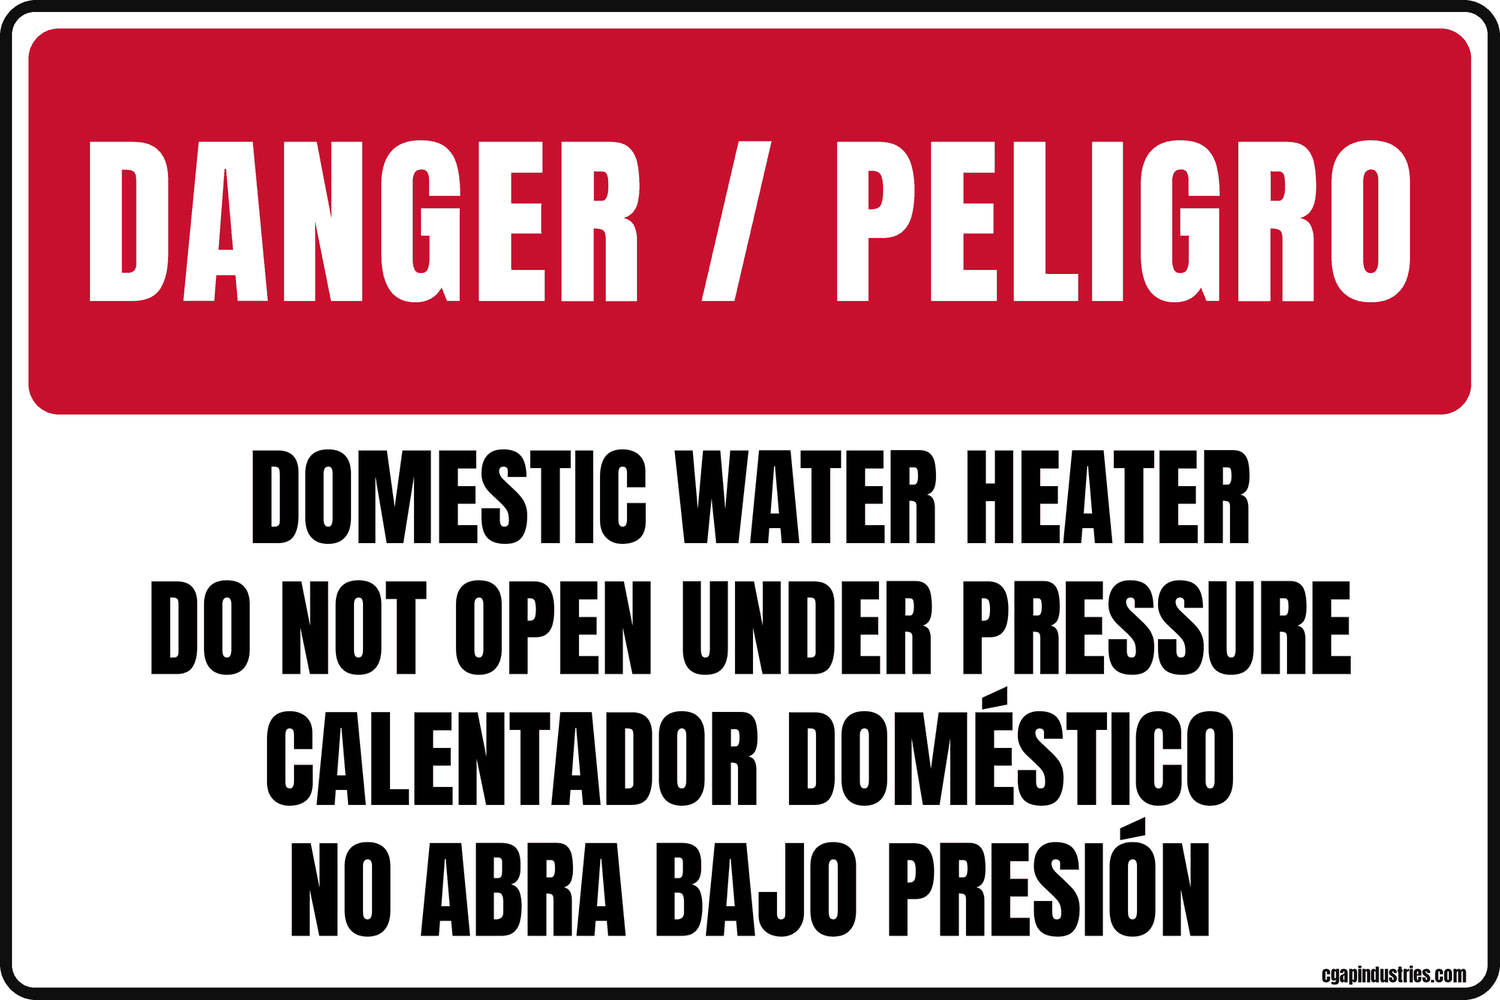 DANGER / PELIGRO
DOMESTIC WATER HEATER
DO NOT OPEN UNDER PRESSURE
CALENTADOR DOMÉSTICO
NO ABRA BAJO PRESIÓN
cgapindustries.com